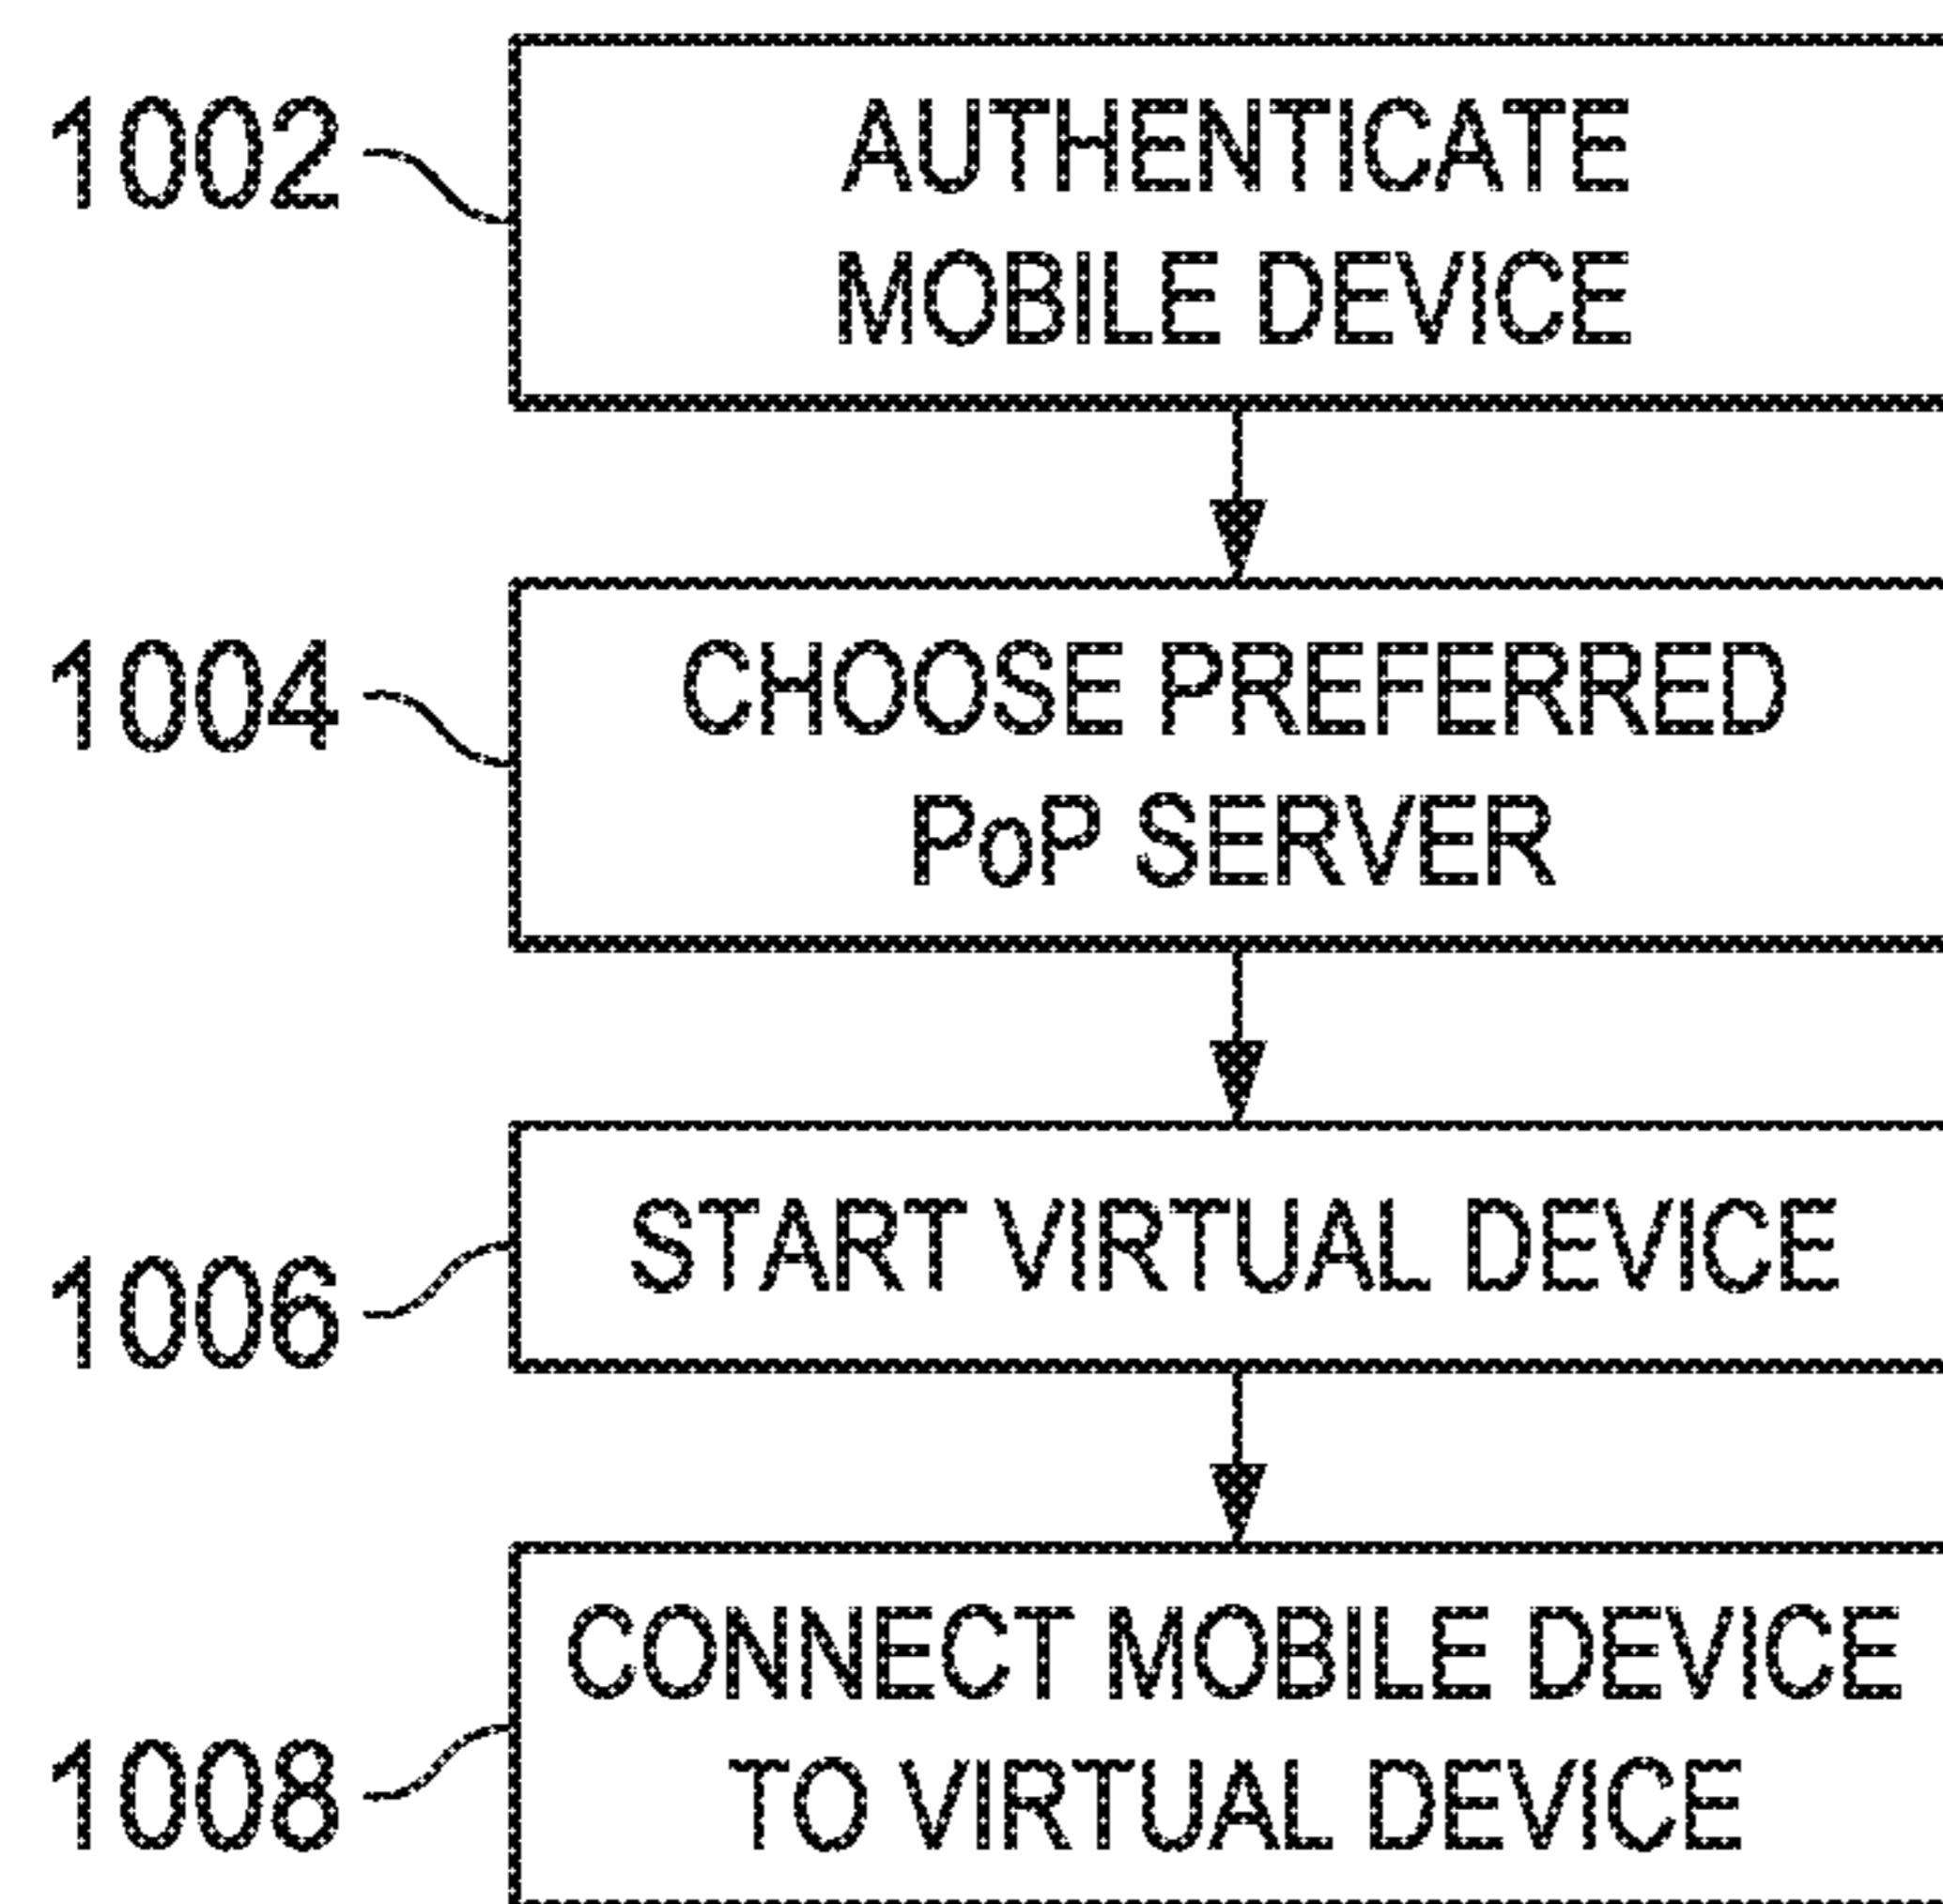 1002
AUTHENTICATE
MOBILE DEVICE
1004
CHOOSE PREFERRED
PoP SERVER
1006
START VIRTUAL DEVICE
1008
CONNECT MOBILE DEVICE
TO VIRTUAL DEVICE